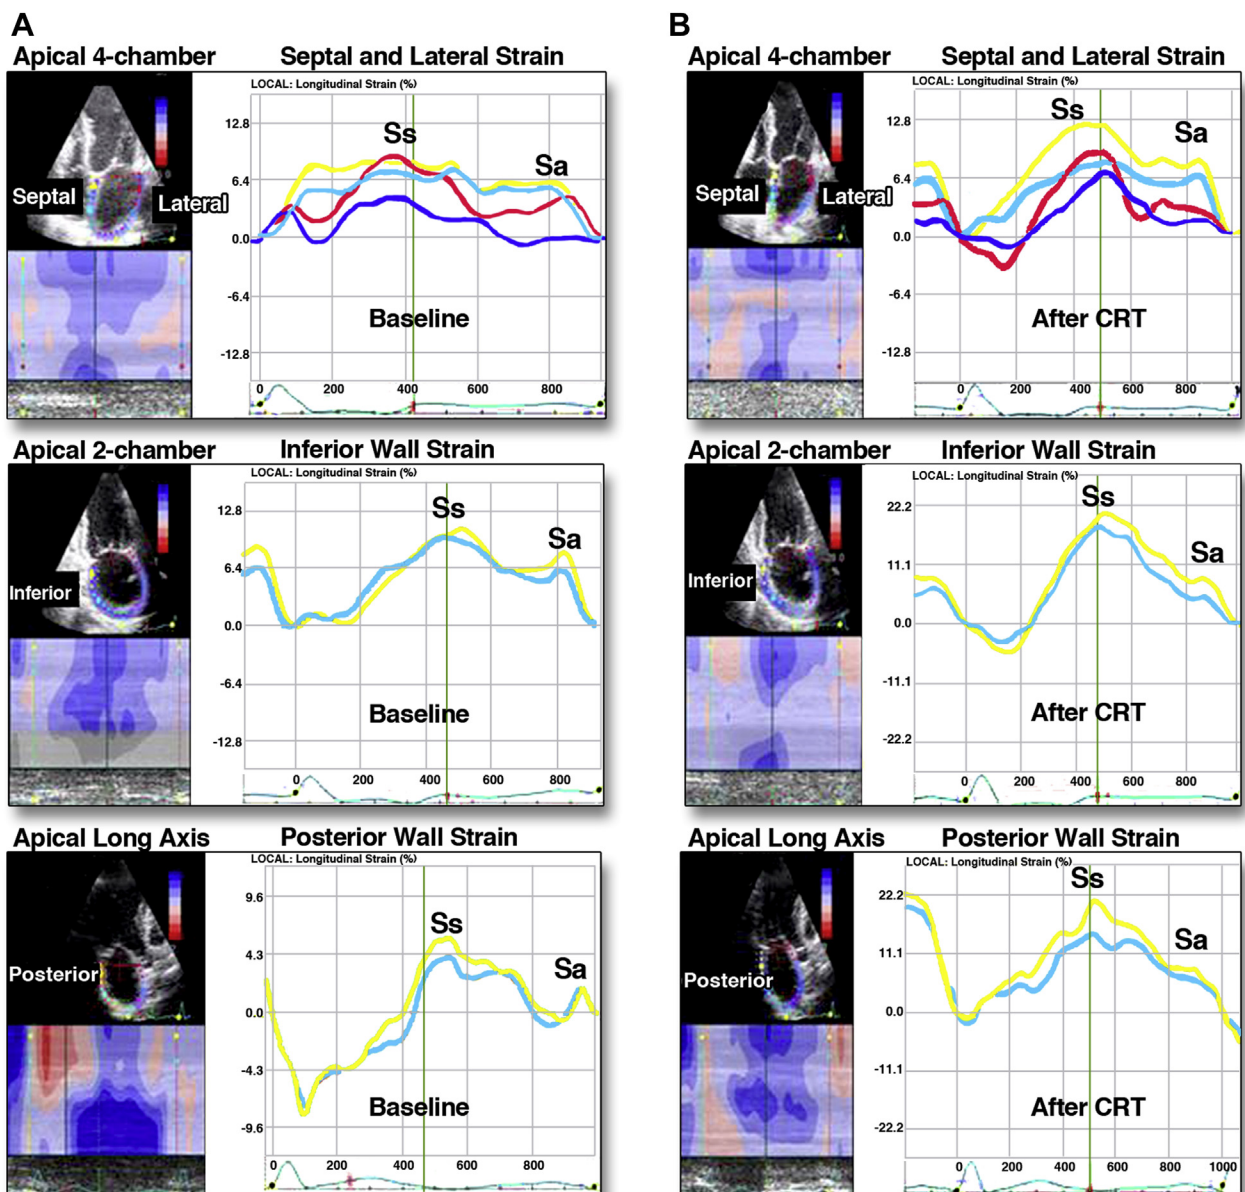 A
Apical 4-chamber
Septal and Lateral Strain
LOCAL: Longitudinal Strain (%)
Septal
Lateral
12.8
6.4
0.0
-6.4
-12.8
Ss
Sa
Baseline
0
200
400
600
800
Apical 2-chamber
Inferior Wall Strain
LOCAL: Longitudinal Strain (%)
Inferior
12.8
6.4
0.0
-6.4
-12.8
Ss
Sa
Baseline
0
200
400
600
800
Apical Long Axis
Posterior Wall Strain
LOCAL: Longitudinal Strain (%)
Posterior
9.6
4.3
0.0
-4.3
-9.6
Ss
Sa
Baseline
0
200
400
600
800
B
Apical 4-chamber
Septal and Lateral Strain
LOCAL: Longitudinal Strain (%)
Septal
Lateral
12.8
6.4
0.0
-6.4
-12.8
Ss
Sa
After CRT
0
200
400
600
800
Apical 2-chamber
Inferior Wall Strain
LOCAL: Longitudinal Strain (%)
Inferior
22.2
11.1
0.0
-11.1
-22.2
Ss
Sa
After CRT
0
200
400
600
800
Apical Long Axis
Posterior Wall Strain
LOCAL: Longitudinal Strain (%)
Posterior
22.2
11.1
0.0
-11.1
-22.2
Ss
Sa
After CRT
0
200
400
600
800
1000